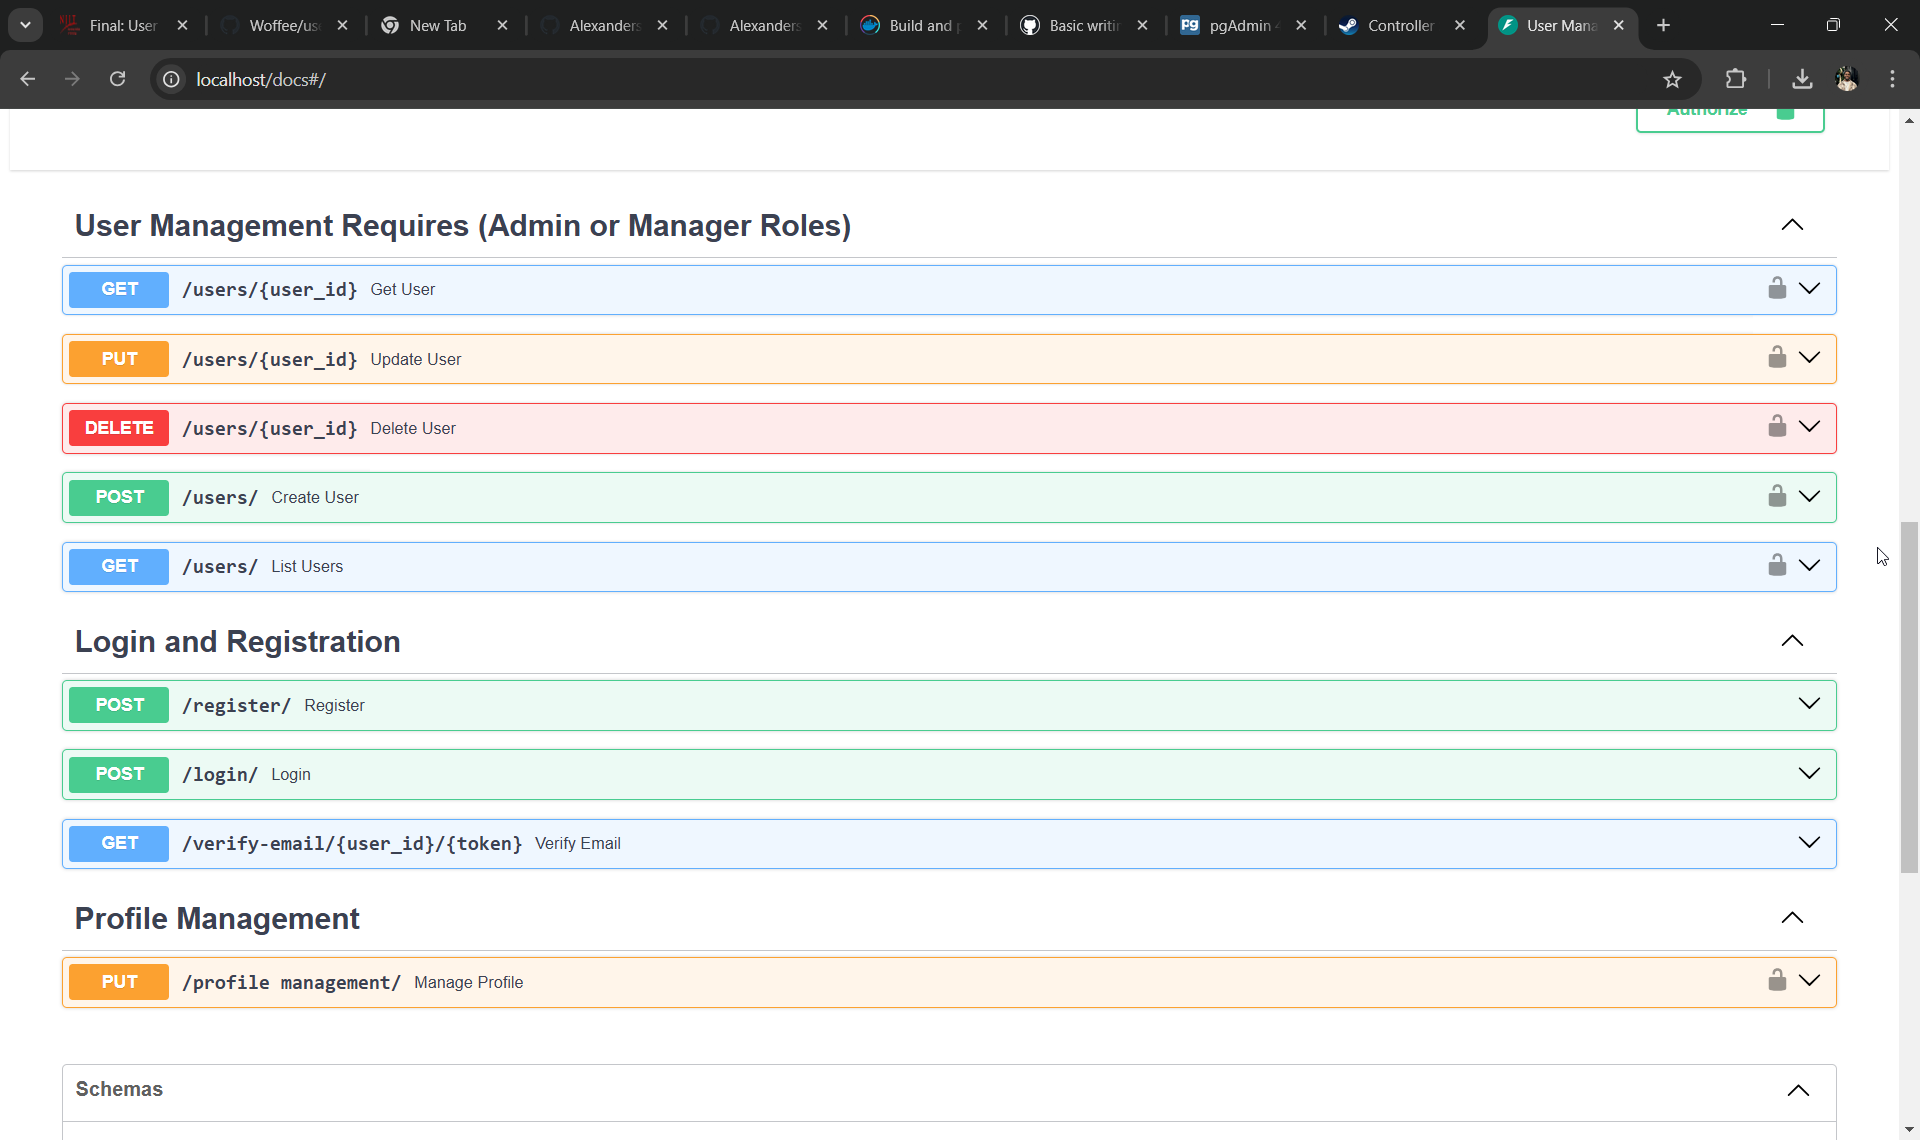 Final: User
Woffee/us
New Tab
Alexander
Alexander
Build and
Basic writin
pgAdmin
Controller
User Mana
localhost/docs#/
Authorize
User Management Requires (Admin or Manager Roles)
GET /users/{user_id} Get User
PUT /users/{user_id} Update User
DELETE /users/{user_id} Delete User
POST /users/ Create User
GET /users/ List Users
Login and Registration
POST /register/ Register
POST /login/ Login
GET /verify-email/{user_id}/{token} Verify Email
Profile Management
PUT /profile management/ Manage Profile
Schemas